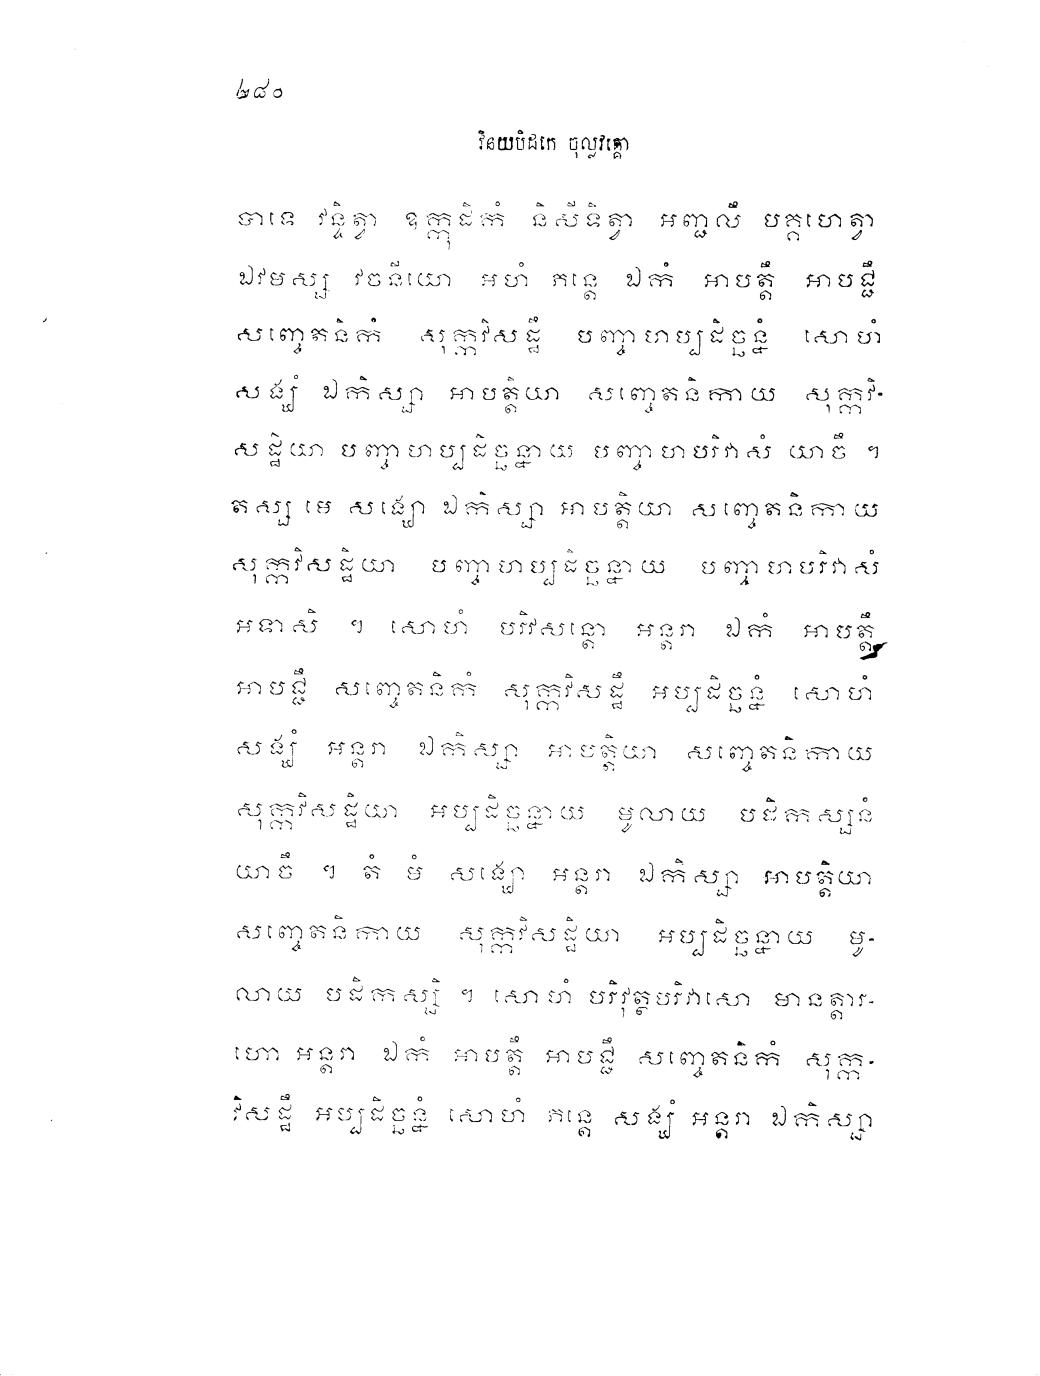 ២៨០
វិនយបិដកេ ចុល្លវគ្គោ
បាទេ វន្ទិត្វា ឧក្កុដិកំ និសីទិត្វា អញ្ជលឹ បគ្គហេត្វា
ឯវមស្ស វចនីយោ អហំ ភន្តេ ឯកំ អាបត្តឹ អាបជ្ជឹ
សញ្ចេតនិកំ សុក្កវិសដ្ឋឹ បញ្ចាហប្បដិច្ឆន្នំ សោហំ
សង្ឃំ ឯកិស្សា អាបត្តិយា សញ្ចេតនិកាយ សុក្កវិ-
សដ្ឋិយា បញ្ចាហប្បដិច្ឆន្នាយ បញ្ចាហបរិវាសំ យាចឹ ។
តស្ស មេ សង្ឃោ ឯកិស្សា អាបត្តិយា សញ្ចេតនិកាយ
សុក្កវិសដ្ឋិយា បញ្ចាហប្បដិច្ឆន្នាយ បញ្ចាហបរិវាសំ
អទាសិ ។ សោហំ បរិវសន្តោ អន្តរា ឯកំ អាបត្តឹ
អាបជ្ជឹ សញ្ចេតនិកំ សុក្កវិសដ្ឋឹ អប្បដិច្ឆន្នំ សោហំ
សង្ឃំ អន្តរា ឯកិស្សា អាបត្តិយា សញ្ចេតនិកាយ
សុក្កវិសដ្ឋិយា អប្បដិច្ឆន្នាយ មូលាយ បដិកស្សនំ
យាចឹ ។ តំ មំ សង្ឃោ អន្តរា ឯកិស្សា អាបត្តិយា
សញ្ចេតនិកាយ សុក្កវិសដ្ឋិយា អប្បដិច្ឆន្នាយ មូ-
លាយ បដិកស្សិ ។ សោហំ បរិវុត្ថបរិវាសោ មានត្តារ-
ហោ អន្តរា ឯកំ អាបត្តឹ អាបជ្ជឹ សញ្ចេតនិកំ សុក្ក-
វិសដ្ឋឹ អប្បដិច្ឆន្នំ សោហំ ភន្តេ សង្ឃំ អន្តរា ឯកិស្សា